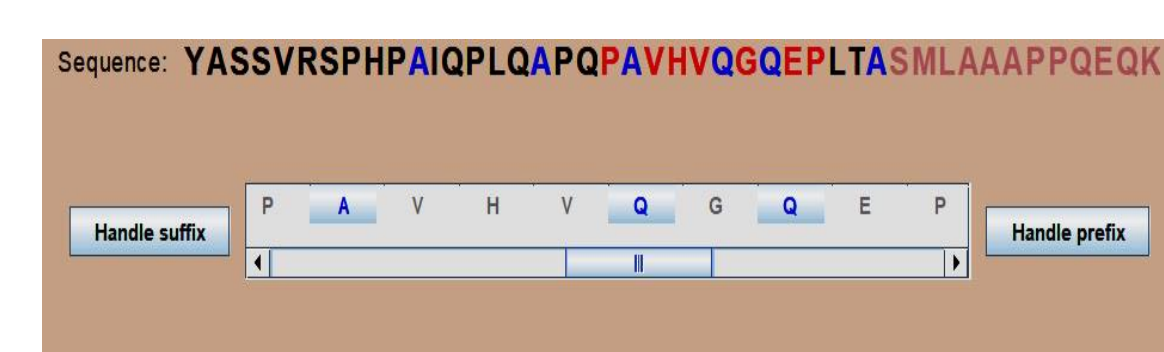 Sequence: YASSVRSPHPAIQPLQAPQPAVHVQGQEPLTASMLAAAPPQEQK
P A V H V Q G Q E P
Handle suffix
Handle prefix